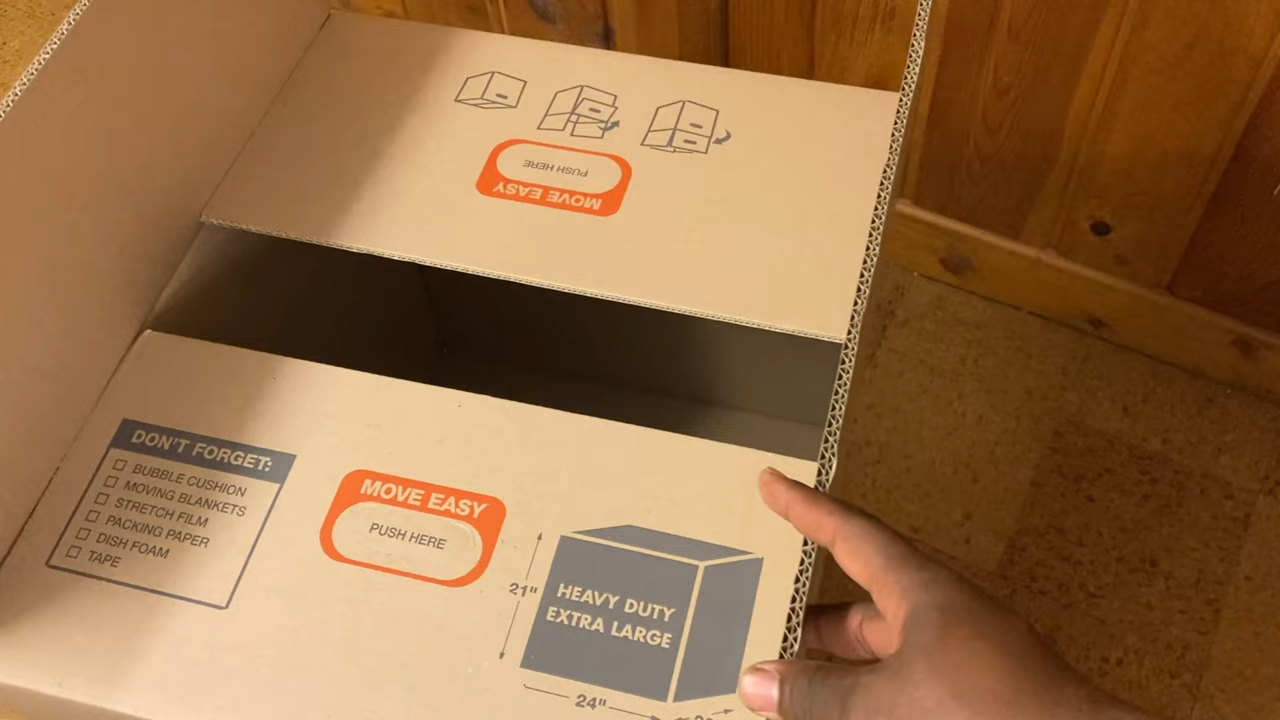 PUSH HERE
MOVE EASY
DON'T FORGET:
BUBBLE CUSHION
MOVING BLANKETS
STRETCH FILM
PACKING PAPER
DISH FOAM
TAPE
MOVE EASY
PUSH HERE
21"
HEAVY DUTY
EXTRA LARGE
24"